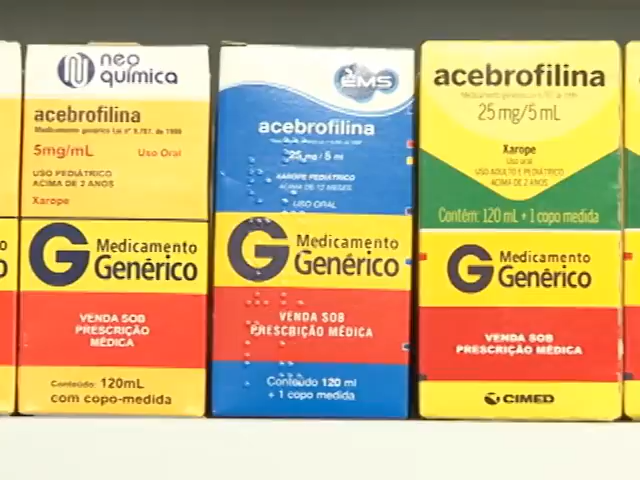 neo
química
acebrofilina
Medicamento genérico Lei nº 9.787, de 1999
5mg/mL
Uso Oral
USO PEDIÁTRICO
ACIMA DE 2 ANOS
Xarope
G Medicamento
Genérico
VENDA SOB
PRESCRIÇÃO
MÉDICA
Conteúdo: 120mL
com copo-medida
EMS
acebrofilina
25 mg / 5 ml
XAROPE PEDIÁTRICO
ACIMA DE 12 MESES
USO ORAL
G Medicamento
Genérico
VENDA SOB
PRESCRIÇÃO MÉDICA
Conteúdo 120 ml
+ 1 copo medida
acebrofilina
25 mg/5 mL
Xarope
Uso oral
USO ADULTO E PEDIÁTRICO
ACIMA DE 2 ANOS
Contém: 120 mL + 1 copo medida
G Medicamento
Genérico
VENDA SOB
PRESCRIÇÃO MÉDICA
CIMED